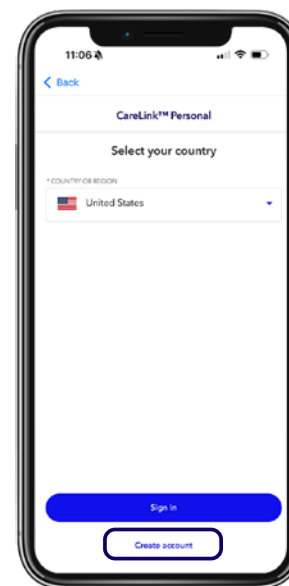 11:06
Back
CareLink™ Personal
Select your country
* COUNTRY OR REGION
United States
Sign in
Create account